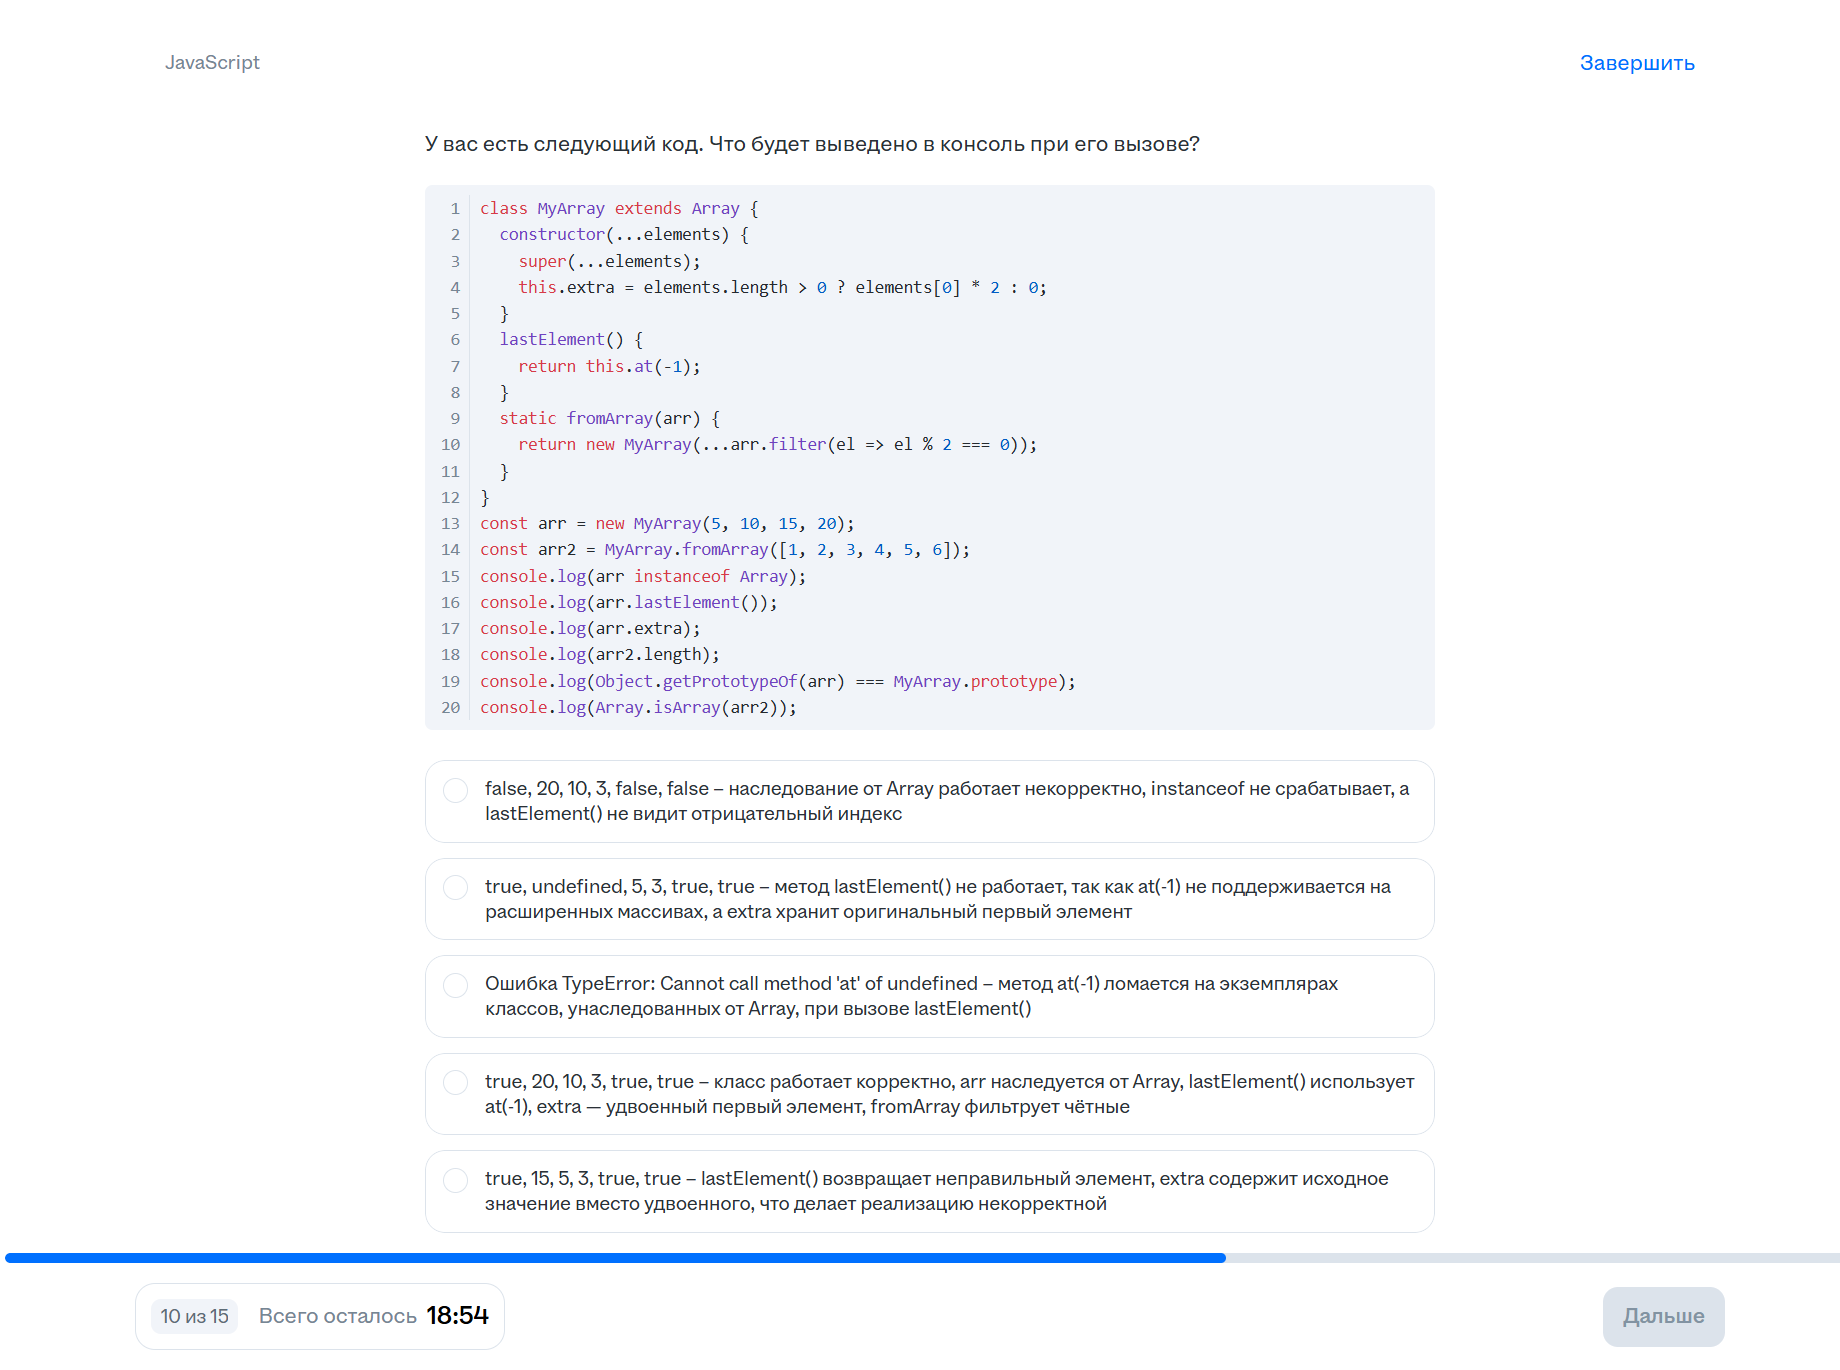 JavaScript
Завершить
У вас есть следующий код. Что будет выведено в консоль при его вызове?
1 class MyArray extends Array {
2   constructor(...elements) {
3     super(...elements);
4     this.extra = elements.length > 0 ? elements[0] * 2 : 0;
5   }
6   lastElement() {
7     return this.at(-1);
8   }
9   static fromArray(arr) {
10     return new MyArray(...arr.filter(el => el % 2 === 0));
11   }
12 }
13 const arr = new MyArray(5, 10, 15, 20);
14 const arr2 = MyArray.fromArray([1, 2, 3, 4, 5, 6]);
15 console.log(arr instanceof Array);
16 console.log(arr.lastElement());
17 console.log(arr.extra);
18 console.log(arr2.length);
19 console.log(Object.getPrototypeOf(arr) === MyArray.prototype);
20 console.log(Array.isArray(arr2));
false, 20, 10, 3, false, false – наследование от Array работает некорректно, instanceof не срабатывает, а
lastElement() не видит отрицательный индекс
true, undefined, 5, 3, true, true – метод lastElement() не работает, так как at(-1) не поддерживается на
расширенных массивах, а extra хранит оригинальный первый элемент
Ошибка TypeError: Cannot call method 'at' of undefined – метод at(-1) ломается на экземплярах
классов, унаследованных от Array, при вызове lastElement()
true, 20, 10, 3, true, true – класс работает корректно, arr наследуется от Array, lastElement() использует
at(-1), extra — удвоенный первый элемент, fromArray фильтрует чётные
true, 15, 5, 3, true, true – lastElement() возвращает неправильный элемент, extra содержит исходное
значение вместо удвоенного, что делает реализацию некорректной
10 из 15
Всего осталось 18:54
Дальше